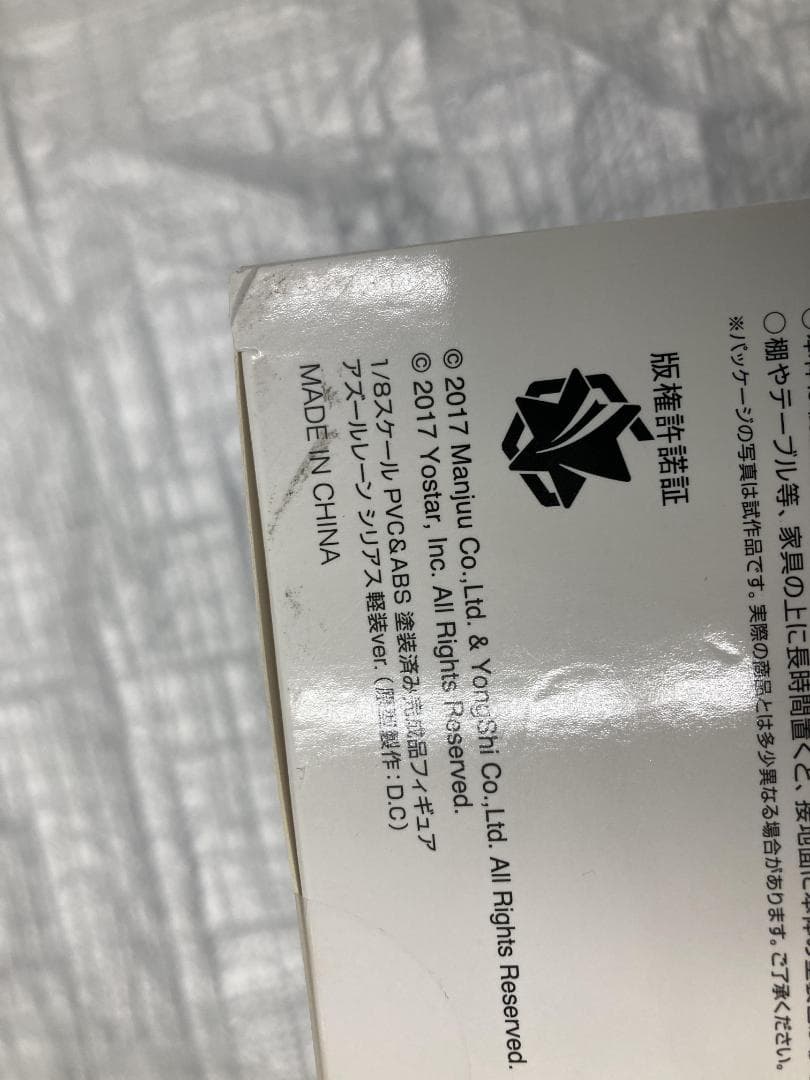 ○棚やテーブル等、家具の上に長時間置くと、接地面に本体の
※パッケージの写真は試作品です。実際の商品とは多少異なる場合があります。ご了承ください。
版権許諾証
© 2017 Manjuu Co.,Ltd. & YongShi Co.,Ltd. All Rights Reserved.
© 2017 Yostar, Inc. All Rights Reserved.
1/8スケール PVC&ABS 塗装済み完成品フィギュア
アズールレーン シリアス 軽装ver.(原型製作:D.C)
MADE IN CHINA